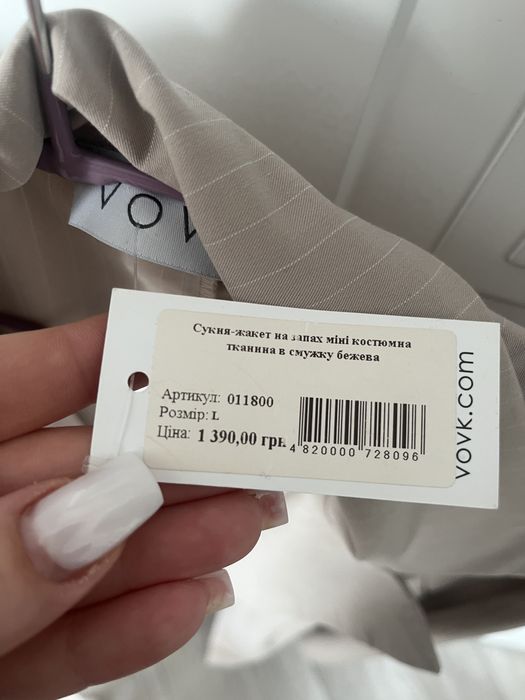 VOV
Сукня-жакет на запах міні костюмна
тканина в смужку бежева
Артикул: 011800
Розмір: L
Ціна: 1 390,00 грн.
4 820000 728096
vovk.com